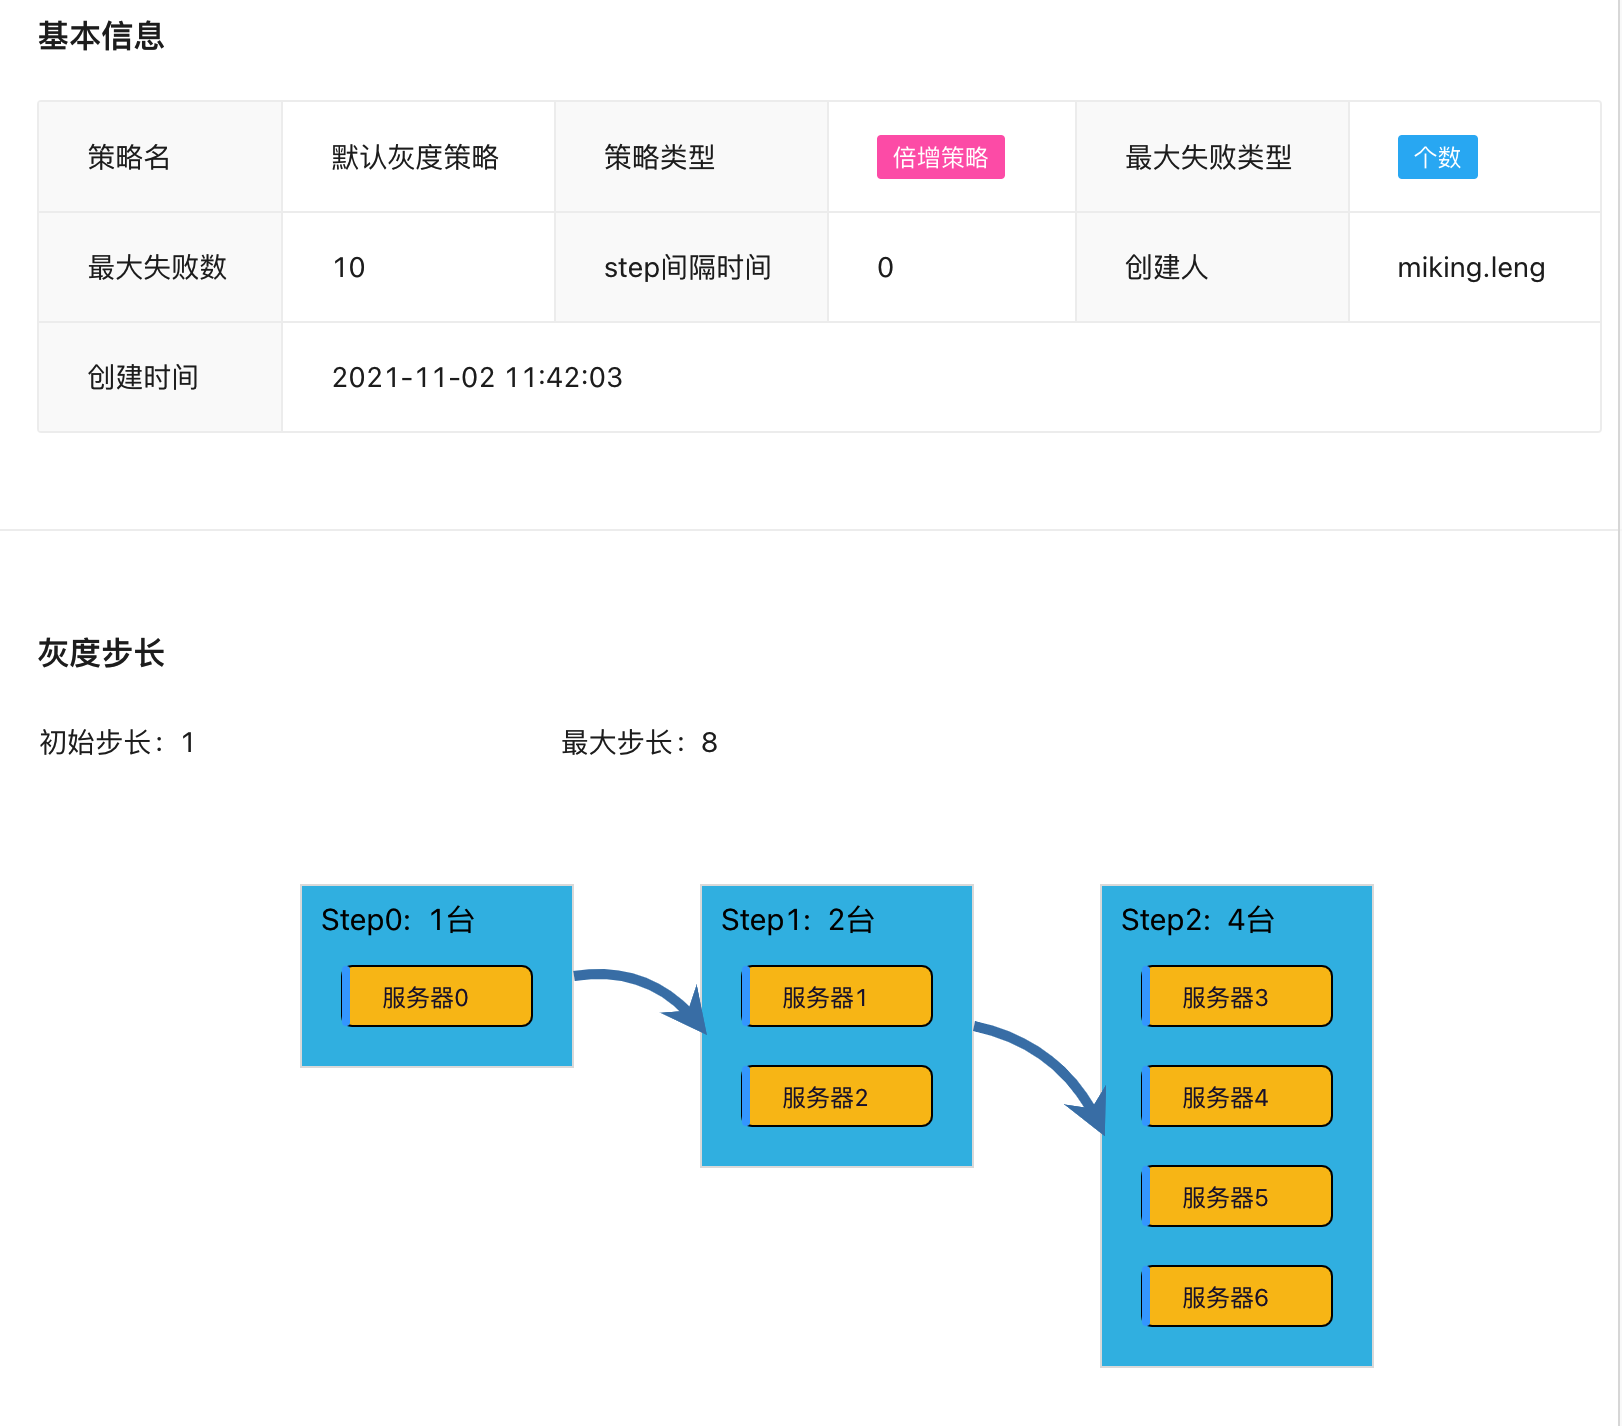 基本信息
策略名 默认灰度策略 策略类型 倍增策略 最大失败类型 个数
最大失败数 10 step间隔时间 0 创建人 miking.leng
创建时间 2021-11-02 11:42:03
灰度步长
初始步长：1 最大步长：8
Step0: 1台
服务器0
Step1: 2台
服务器1
服务器2
Step2: 4台
服务器3
服务器4
服务器5
服务器6